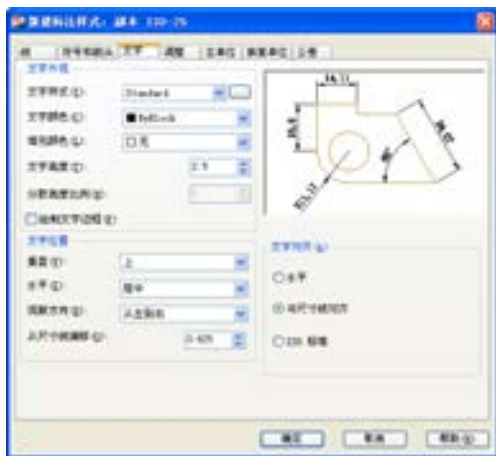 新建标注样式: 副本 ISO-25
线 符号和箭头 文字 调整 主单位 换算单位 公差
文字外观
文字样式(Y): Standard
文字颜色(C): ByBlock
填充颜色(L): 无
文字高度(T): 2.5
分数高度比例(H):
绘制文字边框(F)
文字位置
垂直(V): 上
水平(Z): 居中
观察方向(D): 从左到右
从尺寸线偏移(O): 0.625
14,11
60°
文字对齐(A)
水平
与尺寸线对齐
ISO 标准
确定 取消 帮助(H)